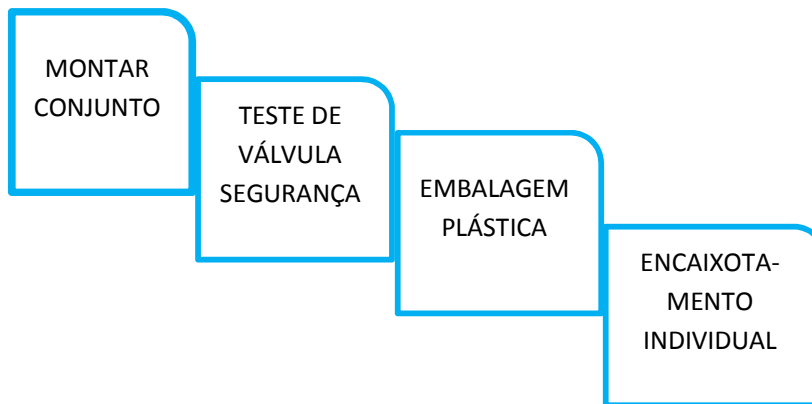 MONTAR
CONJUNTO
TESTE DE
VÁLVULA
SEGURANÇA
EMBALAGEM
PLÁSTICA
ENCAIXOTA-
MENTO
INDIVIDUAL